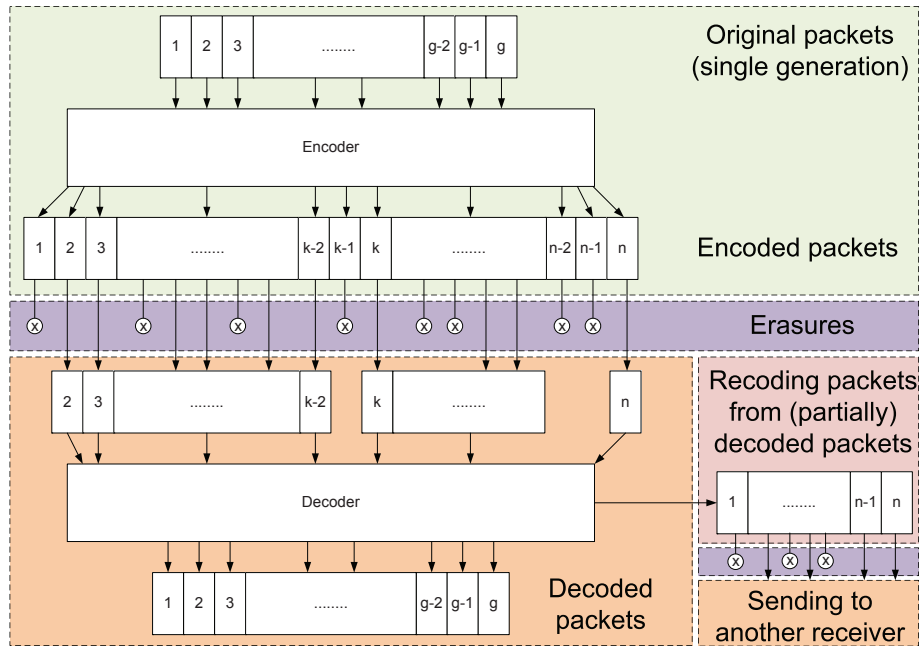 1 2 3 ........ g-2 g-1 g
Original packets
(single generation)
Encoder
1 2 3 ........ k-2 k-1 k ........ n-2 n-1 n
Encoded packets
x x x x x x x x
Erasures
2 3 ........ k-2 k ........ n
Recoding packets
from (partially)
decoded packets
Decoder
1 ........ n-1 n
x x x
1 2 3 ........ g-2 g-1 g
Decoded
packets
Sending to
another receiver